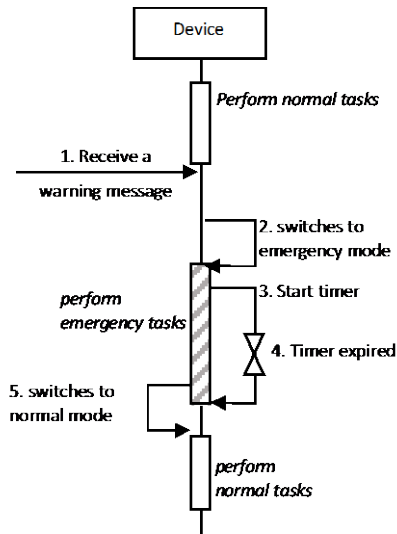 Device
Perform normal tasks
1. Receive a
warning message
2. switches to
emergency mode
3. Start timer
perform
emergency tasks
4. Timer expired
5. switches to
normal mode
perform
normal tasks